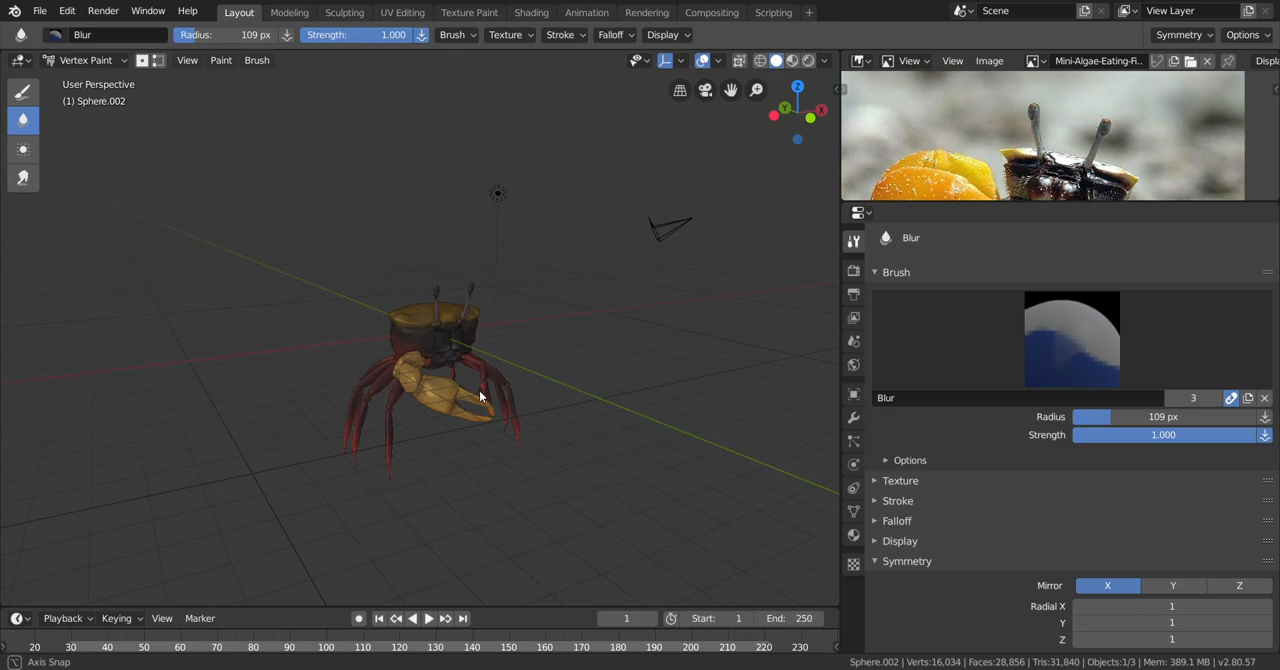 File Edit Render Window Help Layout Modeling Sculpting UV Editing Texture Paint Shading Animation Rendering Compositing Scripting + Scene View Layer
Blur Radius: 109 px Strength: 1.000 Brush Texture Stroke Falloff Display Symmetry Options
Vertex Paint View Paint Brush View View Image Mini-Algae-Eating-Fi.. Displa
User Perspective
(1) Sphere.002
Z
Y
X
Blur
Brush
Blur 3
Radius 109 px
Strength 1.000
Options
Texture
Stroke
Falloff
Display
Symmetry
Mirror X Y Z
Radial X 1
Y 1
Z 1
Playback Keying View Marker 1 Start: 1 End: 250
20 30 40 50 60 70 80 90 100 110 120 130 140 150 160 170 180 190 200 210 220 230
Axis Snap Sphere.002 | Verts:16,034 | Faces:28,856 | Tris:31,840 | Objects:1/3 | Mem: 389.1 MB | v2.80.57